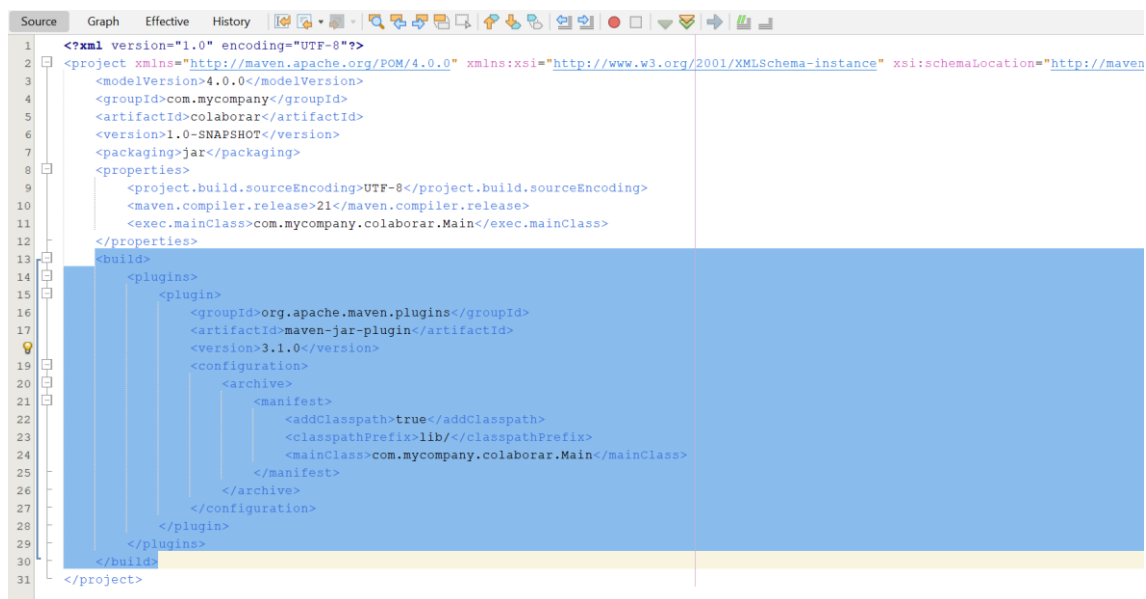 Source Graph Effective History
1 <?xml version="1.0" encoding="UTF-8"?>
2 <project xmlns="http://maven.apache.org/POM/4.0.0" xmlns:xsi="http://www.w3.org/2001/XMLSchema-instance" xsi:schemaLocation="http://maven
3 <modelVersion>4.0.0</modelVersion>
4 <groupId>com.mycompany</groupId>
5 <artifactId>colaborar</artifactId>
6 <version>1.0-SNAPSHOT</version>
7 <packaging>jar</packaging>
8 <properties>
9 <project.build.sourceEncoding>UTF-8</project.build.sourceEncoding>
10 <maven.compiler.release>21</maven.compiler.release>
11 <exec.mainClass>com.mycompany.colaborar.Main</exec.mainClass>
12 </properties>
13 <build>
14 <plugins>
15 <plugin>
16 <groupId>org.apache.maven.plugins</groupId>
17 <artifactId>maven-jar-plugin</artifactId>
<version>3.1.0</version>
19 <configuration>
20 <archive>
21 <manifest>
22 <addClasspath>true</addClasspath>
23 <classpathPrefix>lib/</classpathPrefix>
24 <mainClass>com.mycompany.colaborar.Main</mainClass>
25 </manifest>
26 </archive>
27 </configuration>
28 </plugin>
29 </plugins>
30 </build>
31 </project>